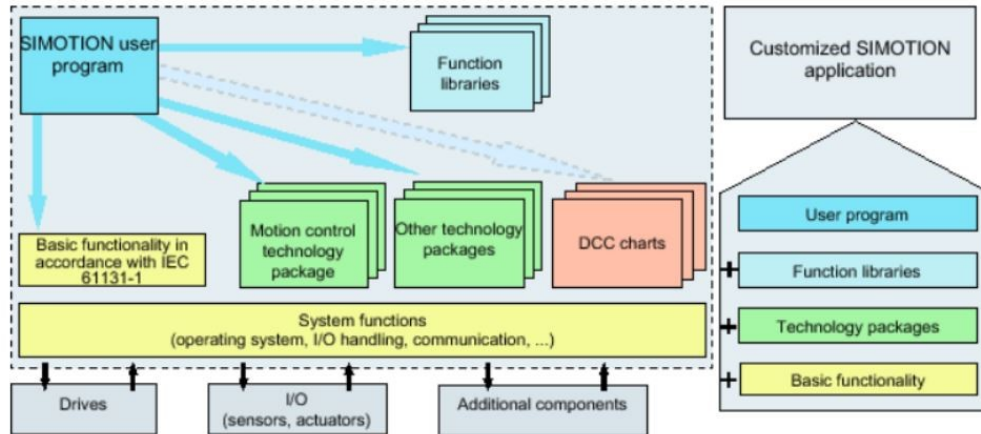 SIMOTION user
program
Function
libraries
Customized SIMOTION
application
Basic functionality in
accordance with IEC
61131-1
Motion control
technology
package
Other technology
packages
DCC charts
System functions
(operating system, I/O handling, communication, ...)
Drives
I/O
(sensors, actuators)
Additional components
User program
+ Function libraries
+ Technology packages
+ Basic functionality